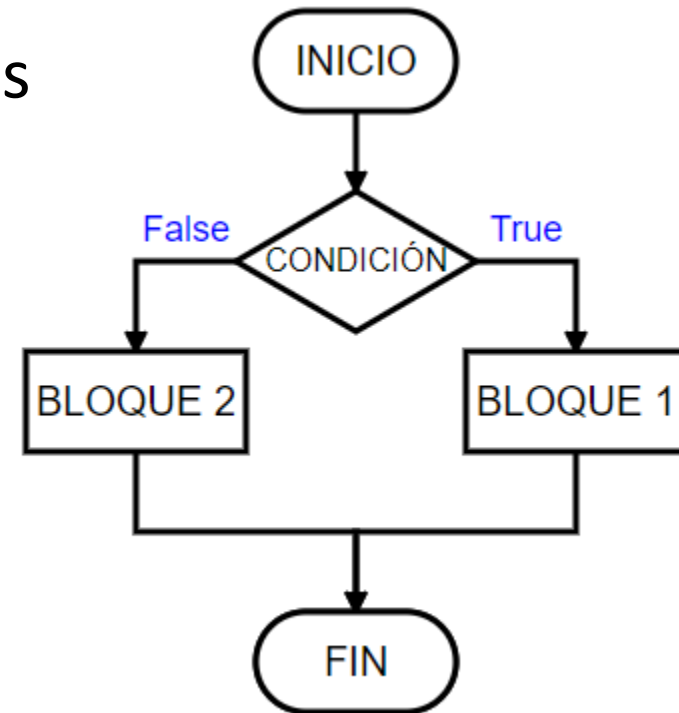 s
INICIO
False
True
CONDICIÓN
BLOQUE 2
BLOQUE 1
FIN